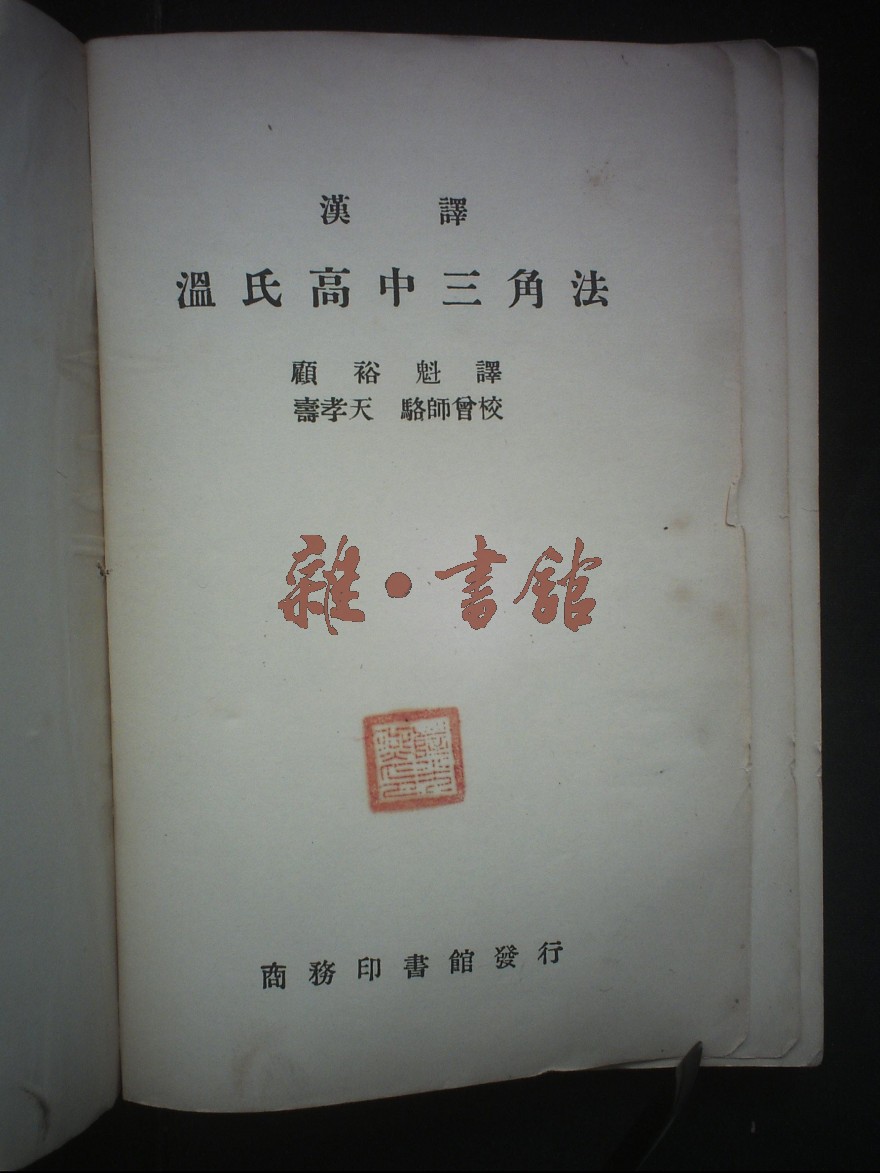 漢譯
溫氏高中三角法
顧裕魁譯
壽孝天 駱師曾校
雜·書館
商務印書館發行